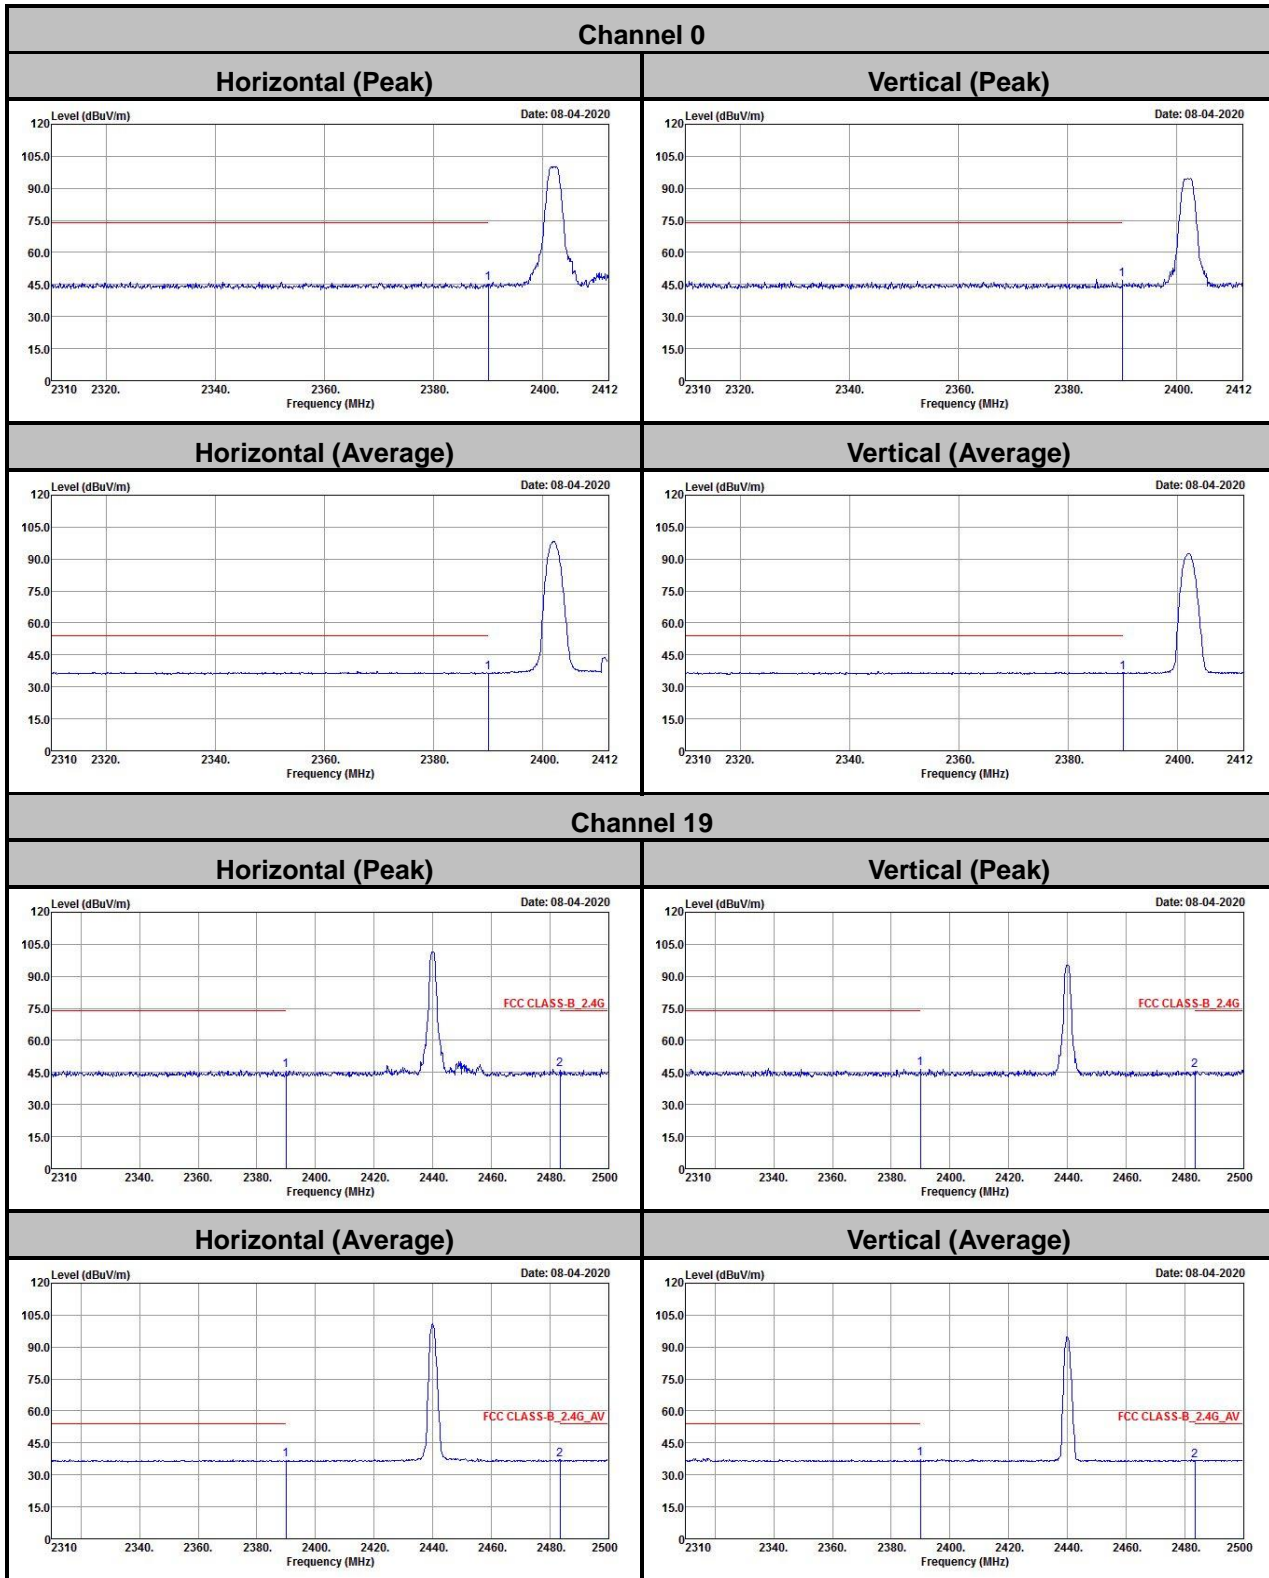 Channel 0
Horizontal (Peak) Vertical (Peak)
Level (dBuV/m) Date: 08-04-2020
120
105.0
90.0
75.0
60.0
45.0
30.0
15.0
0
1
2310 2320. 2340. 2360. 2380. 2400. 2412
Frequency (MHz)
Level (dBuV/m) Date: 08-04-2020
120
105.0
90.0
75.0
60.0
45.0
30.0
15.0
0
1
2310 2320. 2340. 2360. 2380. 2400. 2412
Frequency (MHz)
Horizontal (Average) Vertical (Average)
Level (dBuV/m) Date: 08-04-2020
120
105.0
90.0
75.0
60.0
45.0
30.0
15.0
0
1
2310 2320. 2340. 2360. 2380. 2400. 2412
Frequency (MHz)
Level (dBuV/m) Date: 08-04-2020
120
105.0
90.0
75.0
60.0
45.0
30.0
15.0
0
1
2310 2320. 2340. 2360. 2380. 2400. 2412
Frequency (MHz)
Channel 19
Horizontal (Peak) Vertical (Peak)
Level (dBuV/m) Date: 08-04-2020
120
105.0
90.0
75.0
FCC CLASS-B_2.4G
60.0
45.0
30.0
15.0
0
1 2
2310 2340. 2360. 2380. 2400. 2420. 2440. 2460. 2480. 2500
Frequency (MHz)
Level (dBuV/m) Date: 08-04-2020
120
105.0
90.0
75.0
FCC CLASS-B_2.4G
60.0
45.0
30.0
15.0
0
1 2
2310 2340. 2360. 2380. 2400. 2420. 2440. 2460. 2480. 2500
Frequency (MHz)
Horizontal (Average) Vertical (Average)
Level (dBuV/m) Date: 08-04-2020
120
105.0
90.0
75.0
60.0
FCC CLASS-B_2.4G_AV
45.0
30.0
15.0
0
1 2
2310 2340. 2360. 2380. 2400. 2420. 2440. 2460. 2480. 2500
Frequency (MHz)
Level (dBuV/m) Date: 08-04-2020
120
105.0
90.0
75.0
60.0
FCC CLASS-B_2.4G_AV
45.0
30.0
15.0
0
1 2
2310 2340. 2360. 2380. 2400. 2420. 2440. 2460. 2480. 2500
Frequency (MHz)